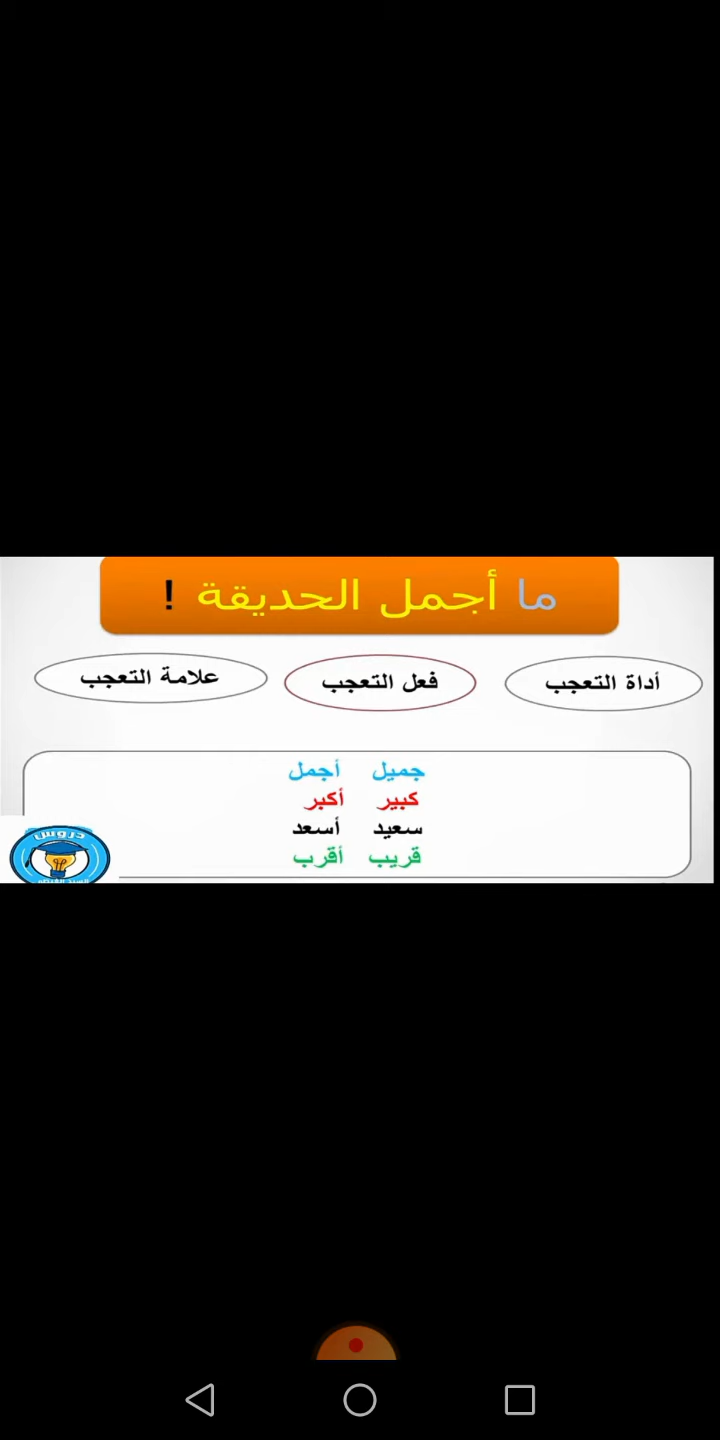 ما أجمل الحديقة !
أداة التعجب فعل التعجب علامة التعجب
جميل أجمل
كبير أكبر
سعيد أسعد
قريب أقرب
دروس